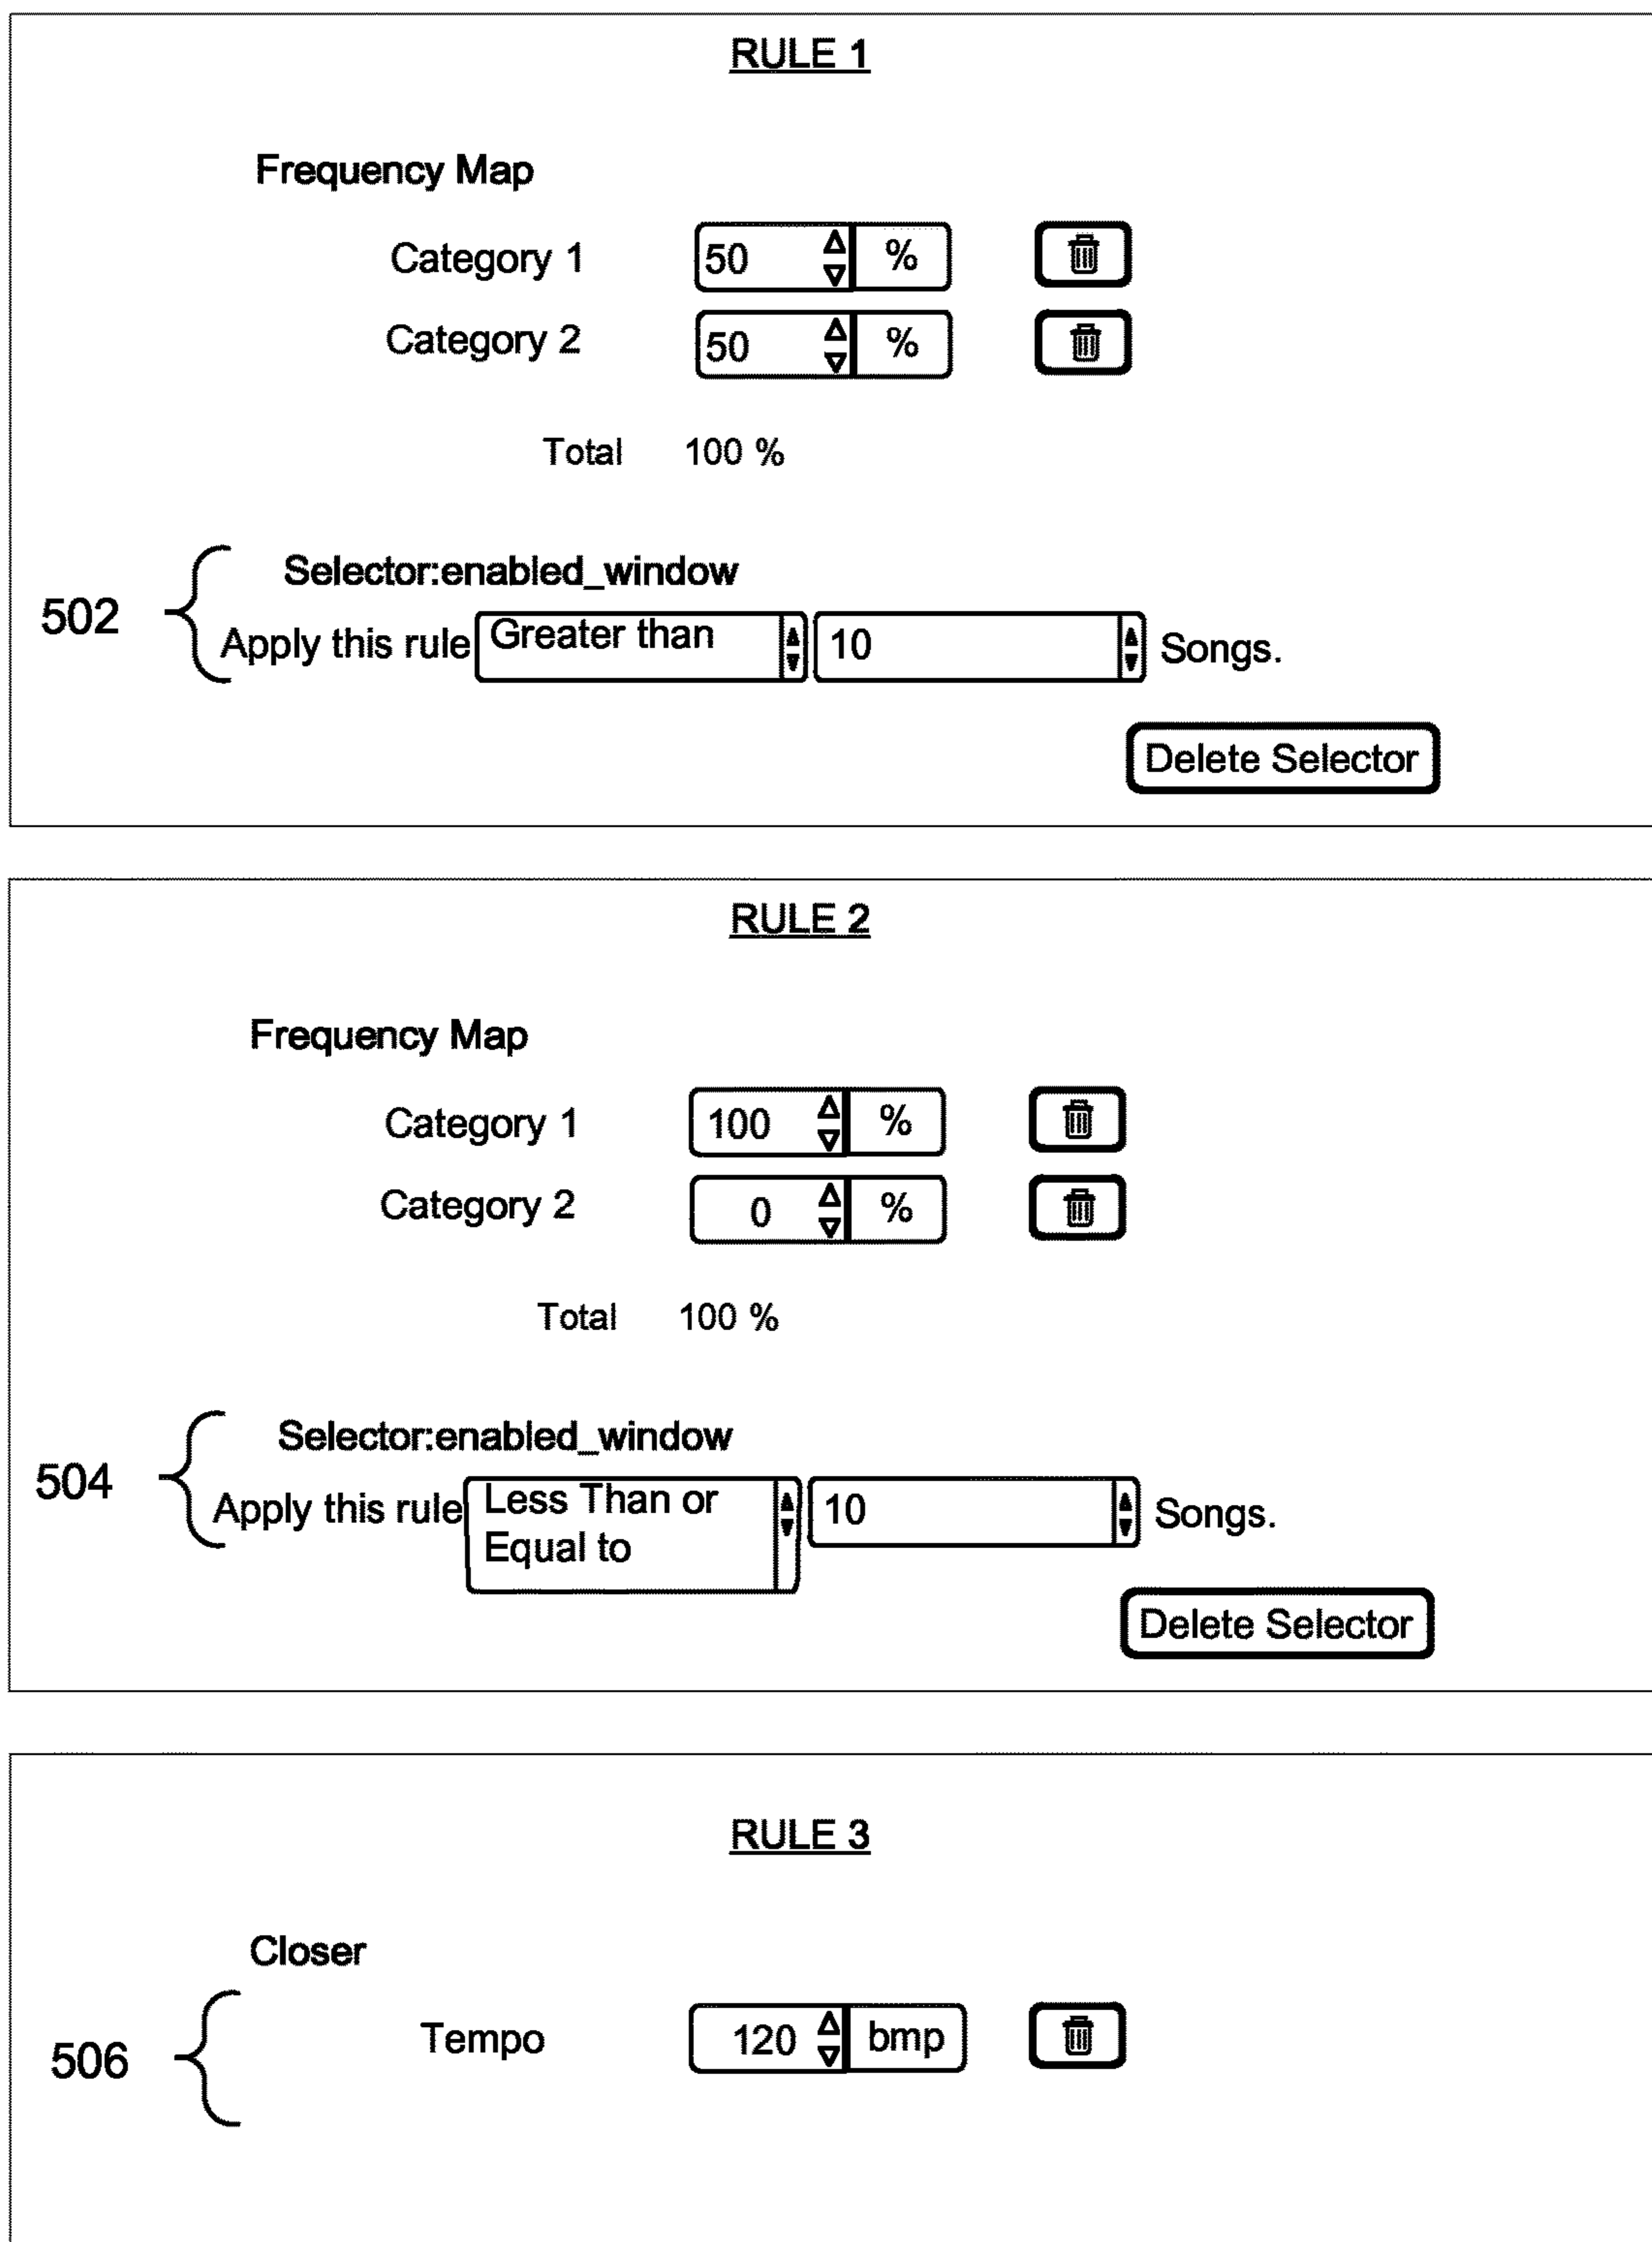 RULE 1
Frequency Map
Category 1 50 %
Category 2 50 %
Total 100 %
Selector:enabled_window
502
Apply this rule Greater than 10 Songs.
Delete Selector
RULE 2
Frequency Map
Category 1 100 %
Category 2 0 %
Total 100 %
Selector:enabled_window
504
Apply this rule Less Than or
Equal to
10 Songs.
Delete Selector
RULE 3
Closer
506
Tempo 120 bmp